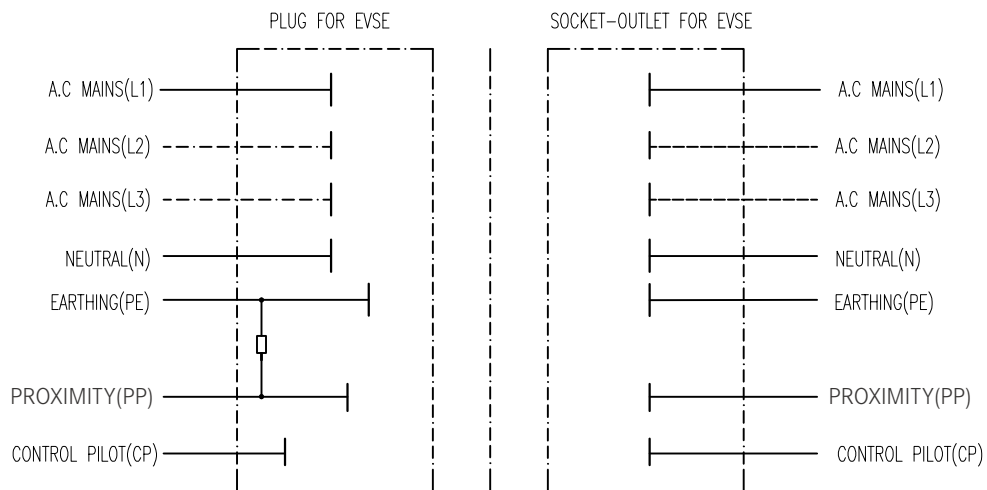 PLUG FOR EVSE
SOCKET-OUTLET FOR EVSE
A.C MAINS(L1)
A.C MAINS(L1)
A.C MAINS(L2)
A.C MAINS(L2)
A.C MAINS(L3)
A.C MAINS(L3)
NEUTRAL(N)
NEUTRAL(N)
EARTHING(PE)
EARTHING(PE)
PROXIMITY(PP)
PROXIMITY(PP)
CONTROL PILOT(CP)
CONTROL PILOT(CP)